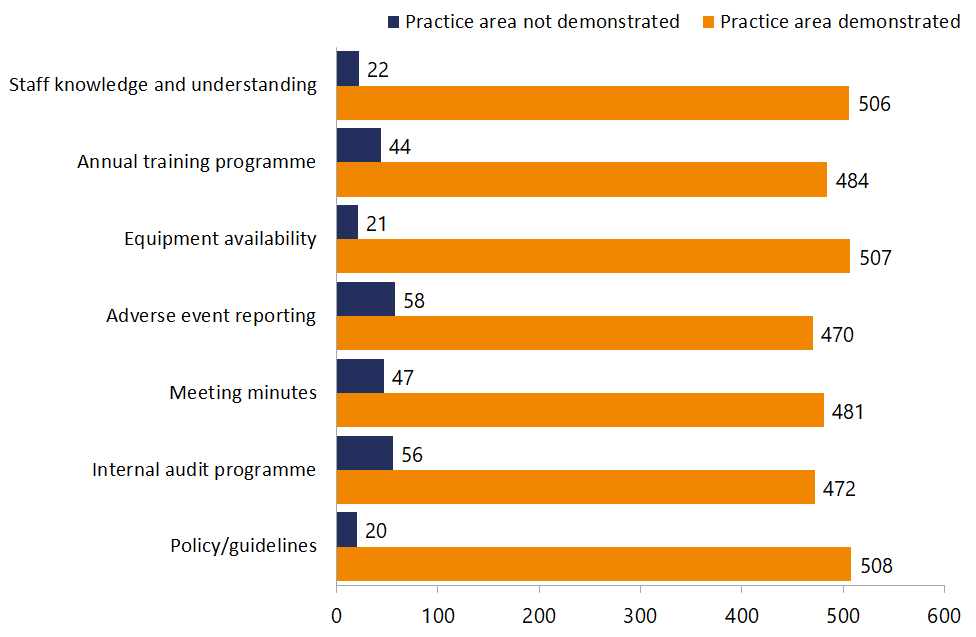 Practice area not demonstrated Practice area demonstrated
Staff knowledge and understanding 22
506
Annual training programme 44
484
Equipment availability 21
507
Adverse event reporting 58
470
Meeting minutes 47
481
Internal audit programme 56
472
Policy/guidelines 20
508
0 100 200 300 400 500 600